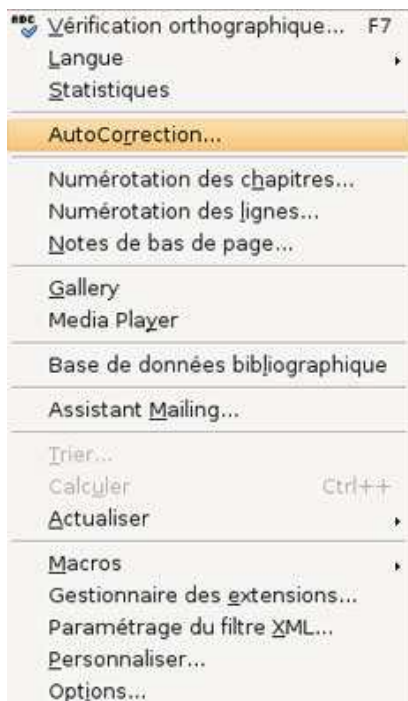 ABC Vérification orthographique... F7
Langue
Statistiques
AutoCorrection...
Numérotation des chapitres...
Numérotation des lignes...
Notes de bas de page...
Gallery
Media Player
Base de données bibliographique
Assistant Mailing...
Trier...
Calculer Ctrl++
Actualiser
Macros
Gestionnaire des extensions...
Paramétrage du filtre XML...
Personnaliser...
Options...